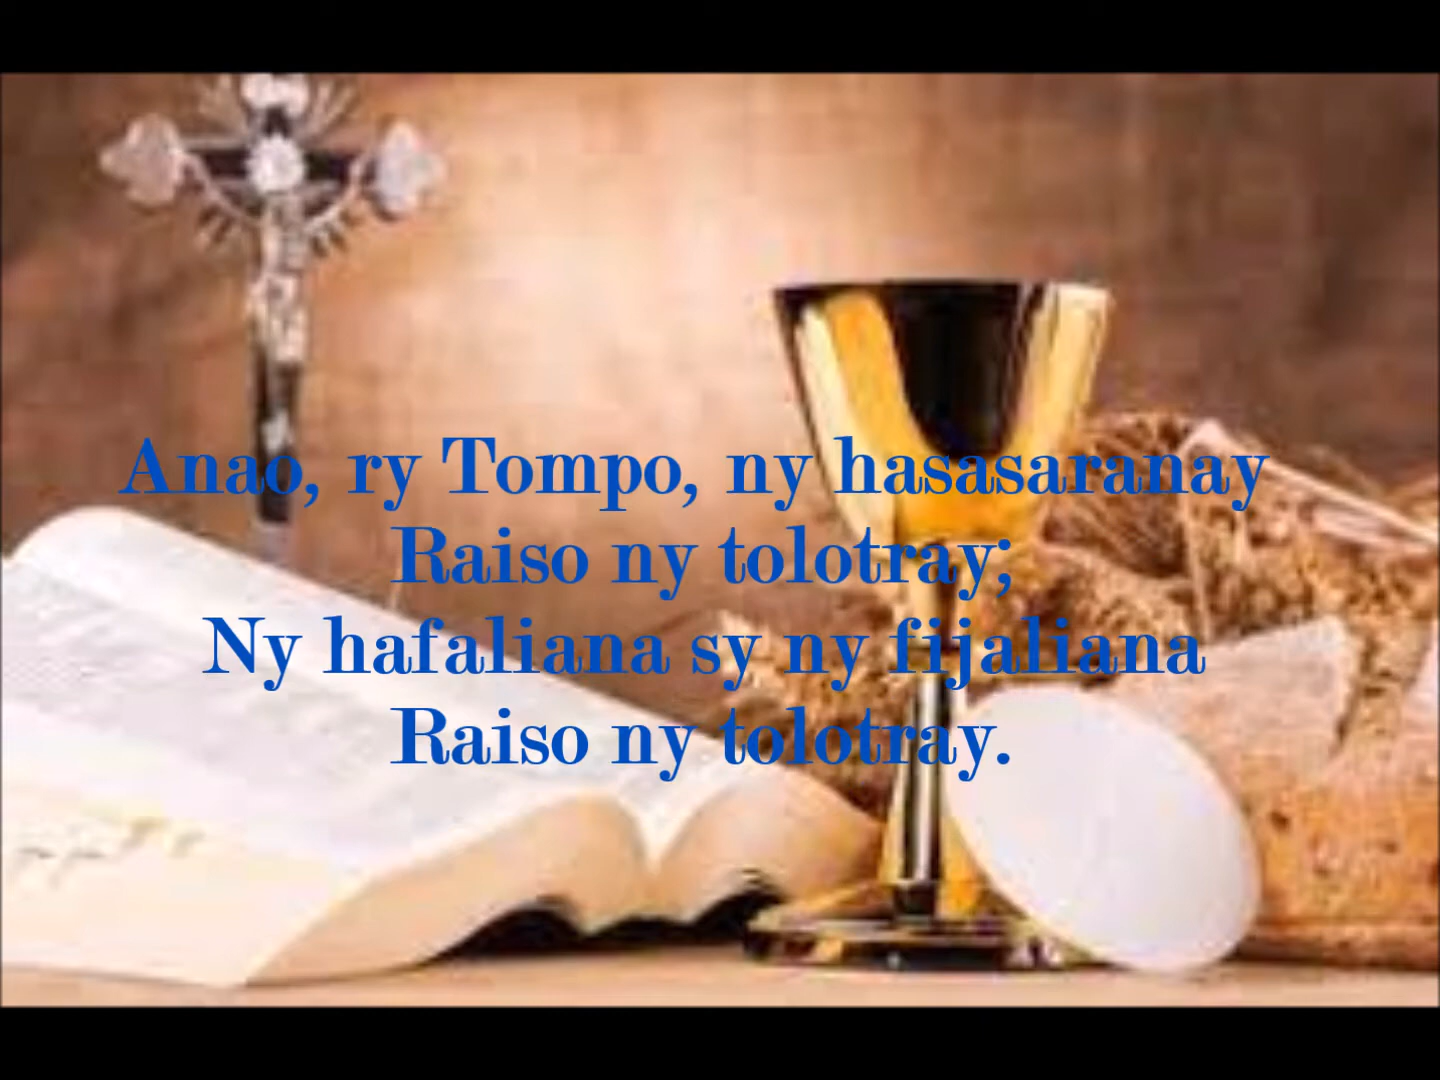 Anao, ry Tompo, ny hasasaranay
Raiso ny tolotray;
Ny hafaliana sy ny fijaliana
Raiso ny tolotray.